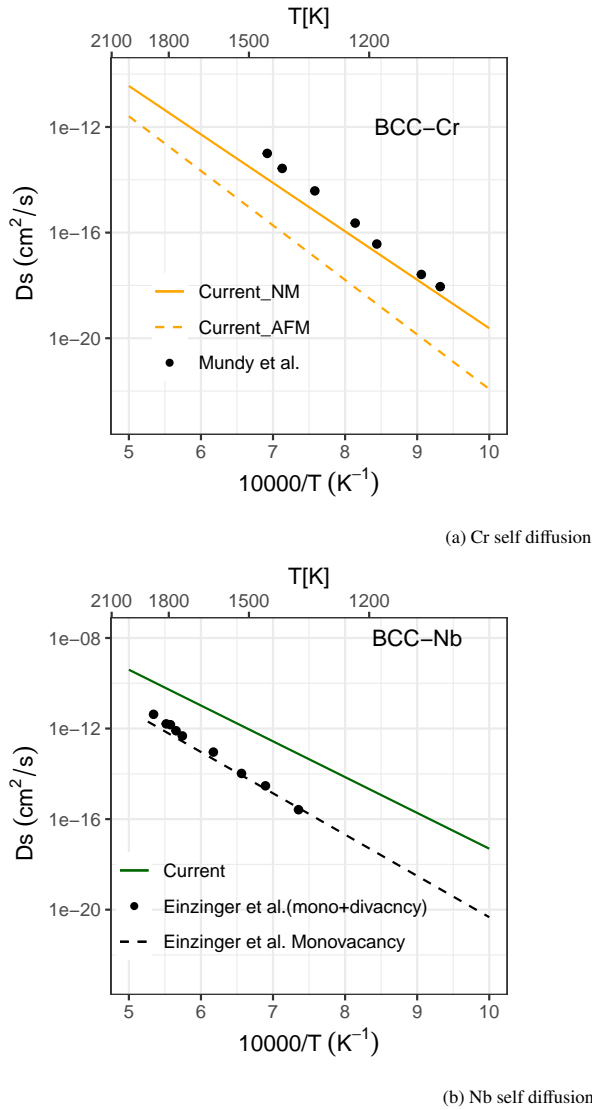 T[K]
2100 1800 1500 1200
BCC−Cr
1e−12
1e−16
1e−20
Ds (cm²/s)
Current_NM
Current_AFM
Mundy et al.
5 6 7 8 9 10
10000/T (K⁻¹)
(a) Cr self diffusion
T[K]
2100 1800 1500 1200
BCC−Nb
1e−08
1e−12
1e−16
1e−20
Ds (cm²/s)
Current
Einzinger et al.(mono+divacncy)
Einzinger et al. Monovacancy
5 6 7 8 9 10
10000/T (K⁻¹)
(b) Nb self diffusion